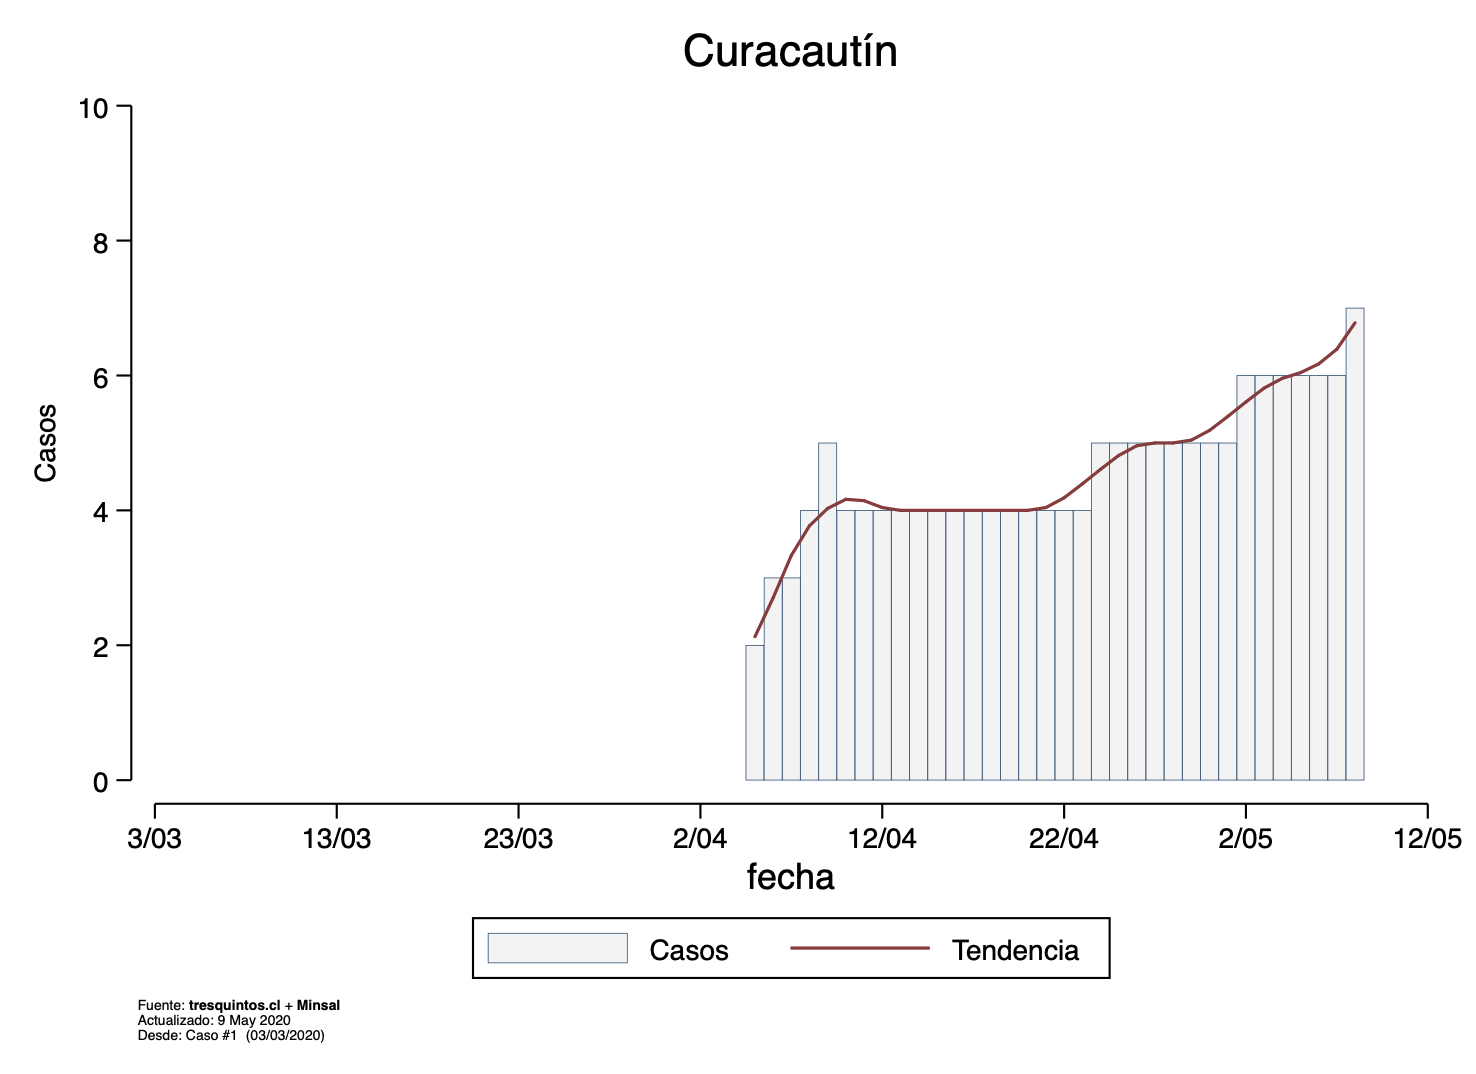 Curacautín
10
8
6
4
2
0
Casos
3/03 13/03 23/03 2/04 12/04 22/04 2/05 12/05
fecha
Casos Tendencia
Fuente: tresquintos.cl + Minsal
Actualizado: 9 May 2020
Desde: Caso #1 (03/03/2020)